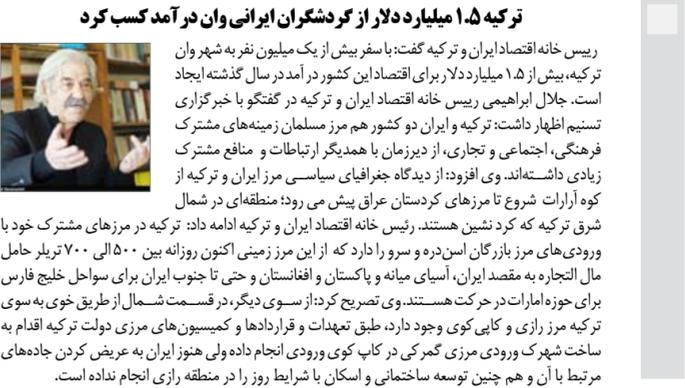 ترکیه ۱.۵ میلیارد دلار از گردشگران ایرانی وان درآمد کسب کرد
رییس خانه اقتصاد ایران و ترکیه گفت: با سفر بیش از یک میلیون نفر به شهر وان
ترکیه، بیش از ۱.۵ میلیارد دلار برای اقتصاد این کشور در آمد در سال گذشته ایجاد
است. جلال ابراهیمی رییس خانه اقتصاد ایران و ترکیه در گفتگو با خبرگزاری
تسنیم اظهار داشت: ترکیه و ایران دو کشور هم مرز مسلمان زمینه‌های مشترک
فرهنگی، اجتماعی و تجاری، از دیرزمان با همدیگر ارتباطات و منافع مشترک
زیادی داشته‌اند. وی افزود: از دیدگاه جغرافیای سیاسی مرز ایران و ترکیه از
کوه آرارات شروع تا مرزهای کردستان عراق پیش می رود؛ منطقه‌ای در شمال
شرق ترکیه که کرد نشین هستند. رئیس خانه اقتصاد ایران و ترکیه ادامه داد: ترکیه در مرزهای مشترک خود با
ورودی‌های مرز بازرگان اسن‌دره و سرو را دارد که از این مرز زمینی اکنون روزانه بین ۵۰۰ الی ۷۰۰ تریلر حامل
مال التجاره به مقصد ایران، آسیای میانه و پاکستان و افغانستان و حتی تا جنوب ایران برای سواحل خلیج فارس
برای حوزه امارات در حرکت هستند. وی تصریح کرد: از سوی دیگر، در قسمت شمال از طریق خوی به سوی
ترکیه مرز رازی و کاپی کوی وجود دارد، طبق تعهدات و قراردادها و کمیسیون‌های مرزی دولت ترکیه اقدام به
ساخت شهرک ورودی مرزی گمرکی در کاپ کوی ورودی انجام داده ولی هنوز ایران به عریض کردن جاده‌های
مرتبط با آن و هم چنین توسعه ساختمانی و اسکان با شرایط روز را در منطقه رازی انجام نداده است.